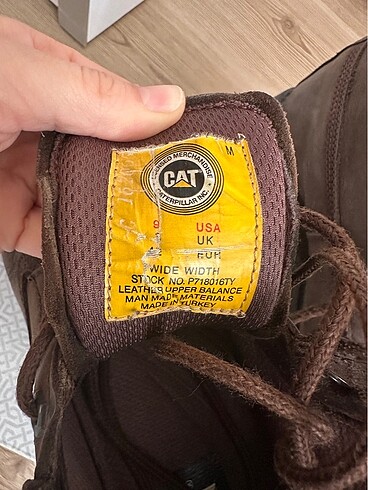 M
LICENSED MERCHANDISE
CAT
CATERPILLAR INC.
8 USA
UK
EUR
WIDE WIDTH
STOCK NO. P718016TY
LEATHER UPPER BALANCE
MAN MADE MATERIALS
MADE IN TURKEY